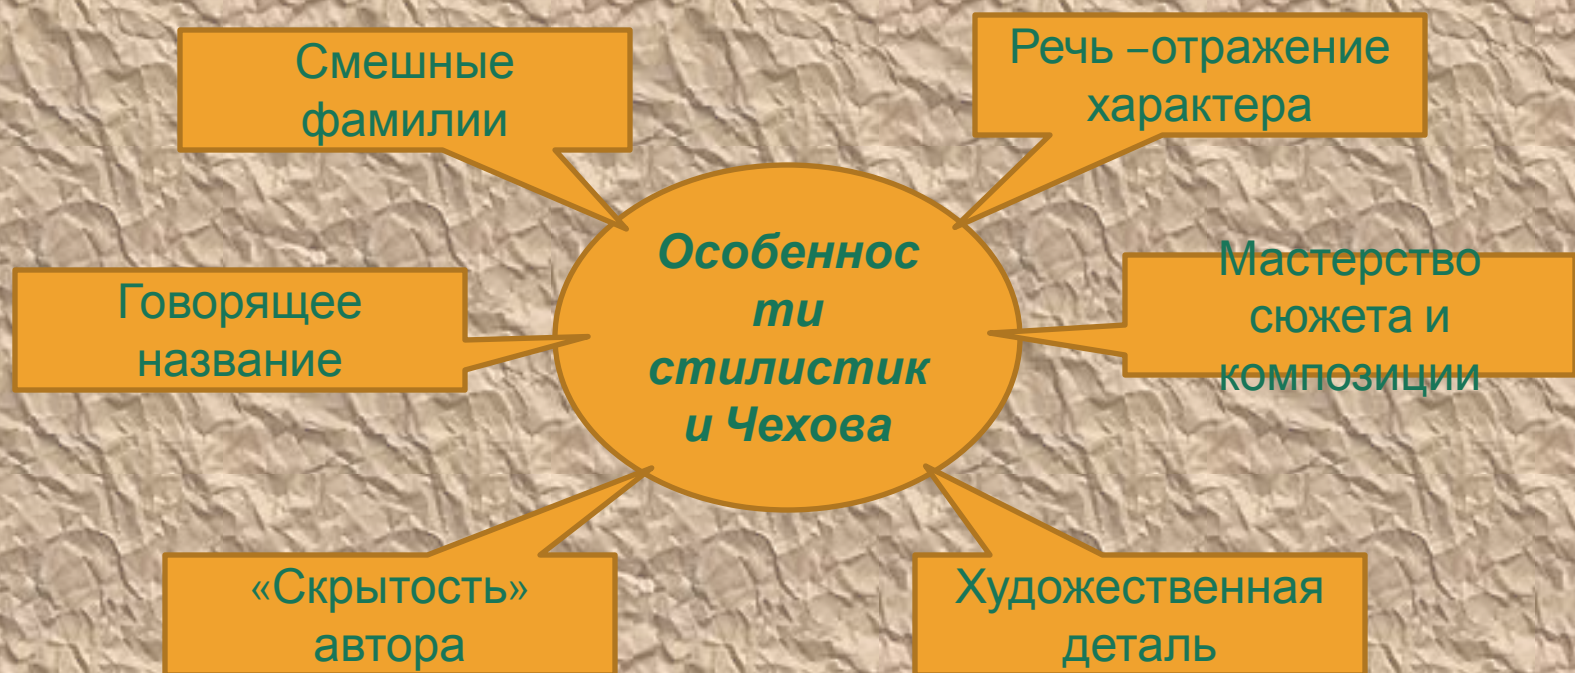 Смешные
фамилии
Речь –отражение
характера
Особеннос
ти
стилистик
и Чехова
Говорящее
название
Мастерство
сюжета и
композиции
«Скрытость»
автора
Художественная
деталь